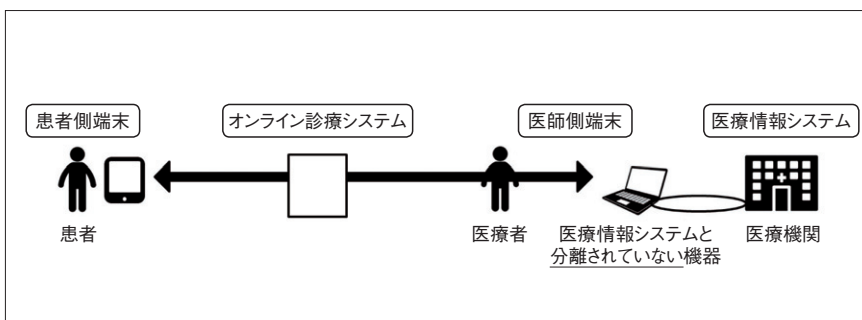 患者側端末
オンライン診療システム
医師側端末
医療情報システム
患者
医療者
医療情報システムと
分離されていない機器
医療機関